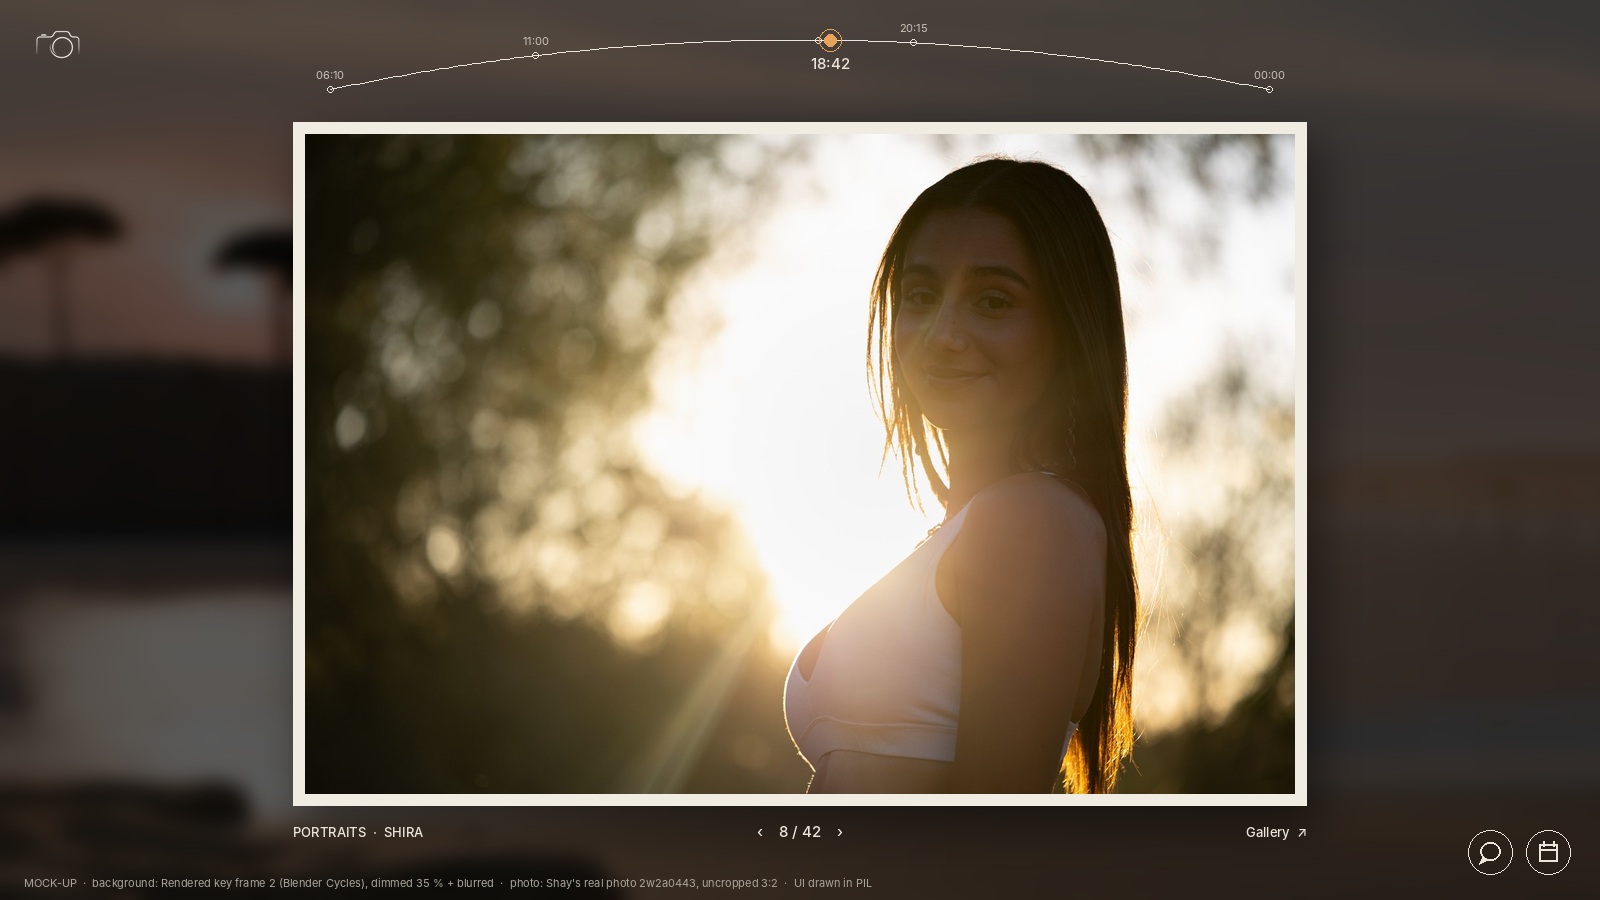 06:10
11:00
18:42
20:15
00:00
PORTRAITS · SHIRA
‹ 8 / 42 ›
Gallery ↗
MOCK-UP · background: Rendered key frame 2 (Blender Cycles), dimmed 35 % + blurred · photo: Shay's real photo 2w2a0443, uncropped 3:2 · UI drawn in PIL